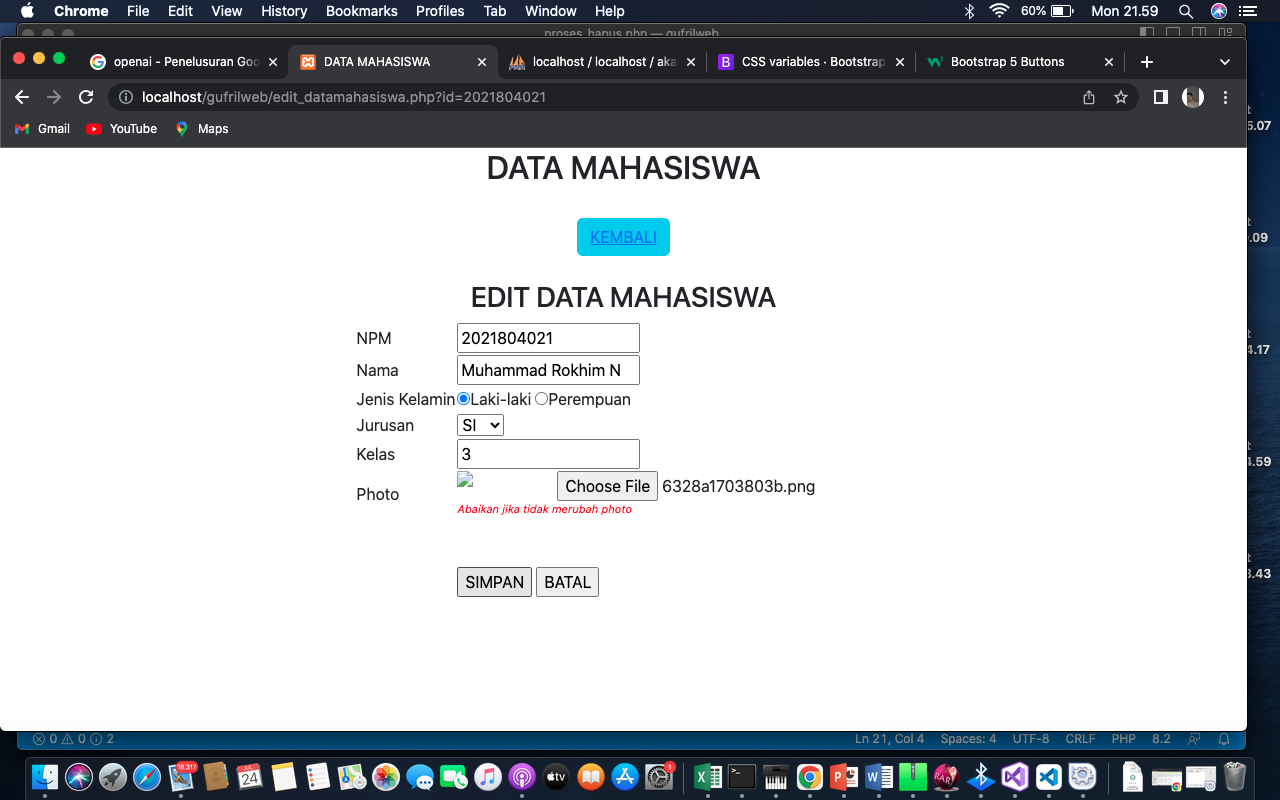 Chrome File Edit View History Bookmarks Profiles Tab Window Help 60% Mon 21.59
proses_hapus.php — gufrilweb
openai - Penelusuran Goo DATA MAHASISWA localhost / localhost / aka CSS variables · Bootstrap Bootstrap 5 Buttons
localhost/gufrilweb/edit_datamahasiswa.php?id=2021804021
Gmail YouTube Maps
DATA MAHASISWA
KEMBALI
EDIT DATA MAHASISWA
NPM 2021804021
Nama Muhammad Rokhim N
Jenis Kelamin Laki-laki Perempuan
Jurusan SI
Kelas 3
Photo Choose File 6328a1703803b.png
Abaikan jika tidak merubah photo
SIMPAN BATAL
t
5.07
t
0.09
t
4.17
t
4.59
t
3.43
0 0 2 Ln 21, Col 4 Spaces: 4 UTF-8 CRLF PHP 8.2
18.317
JUL
24
1